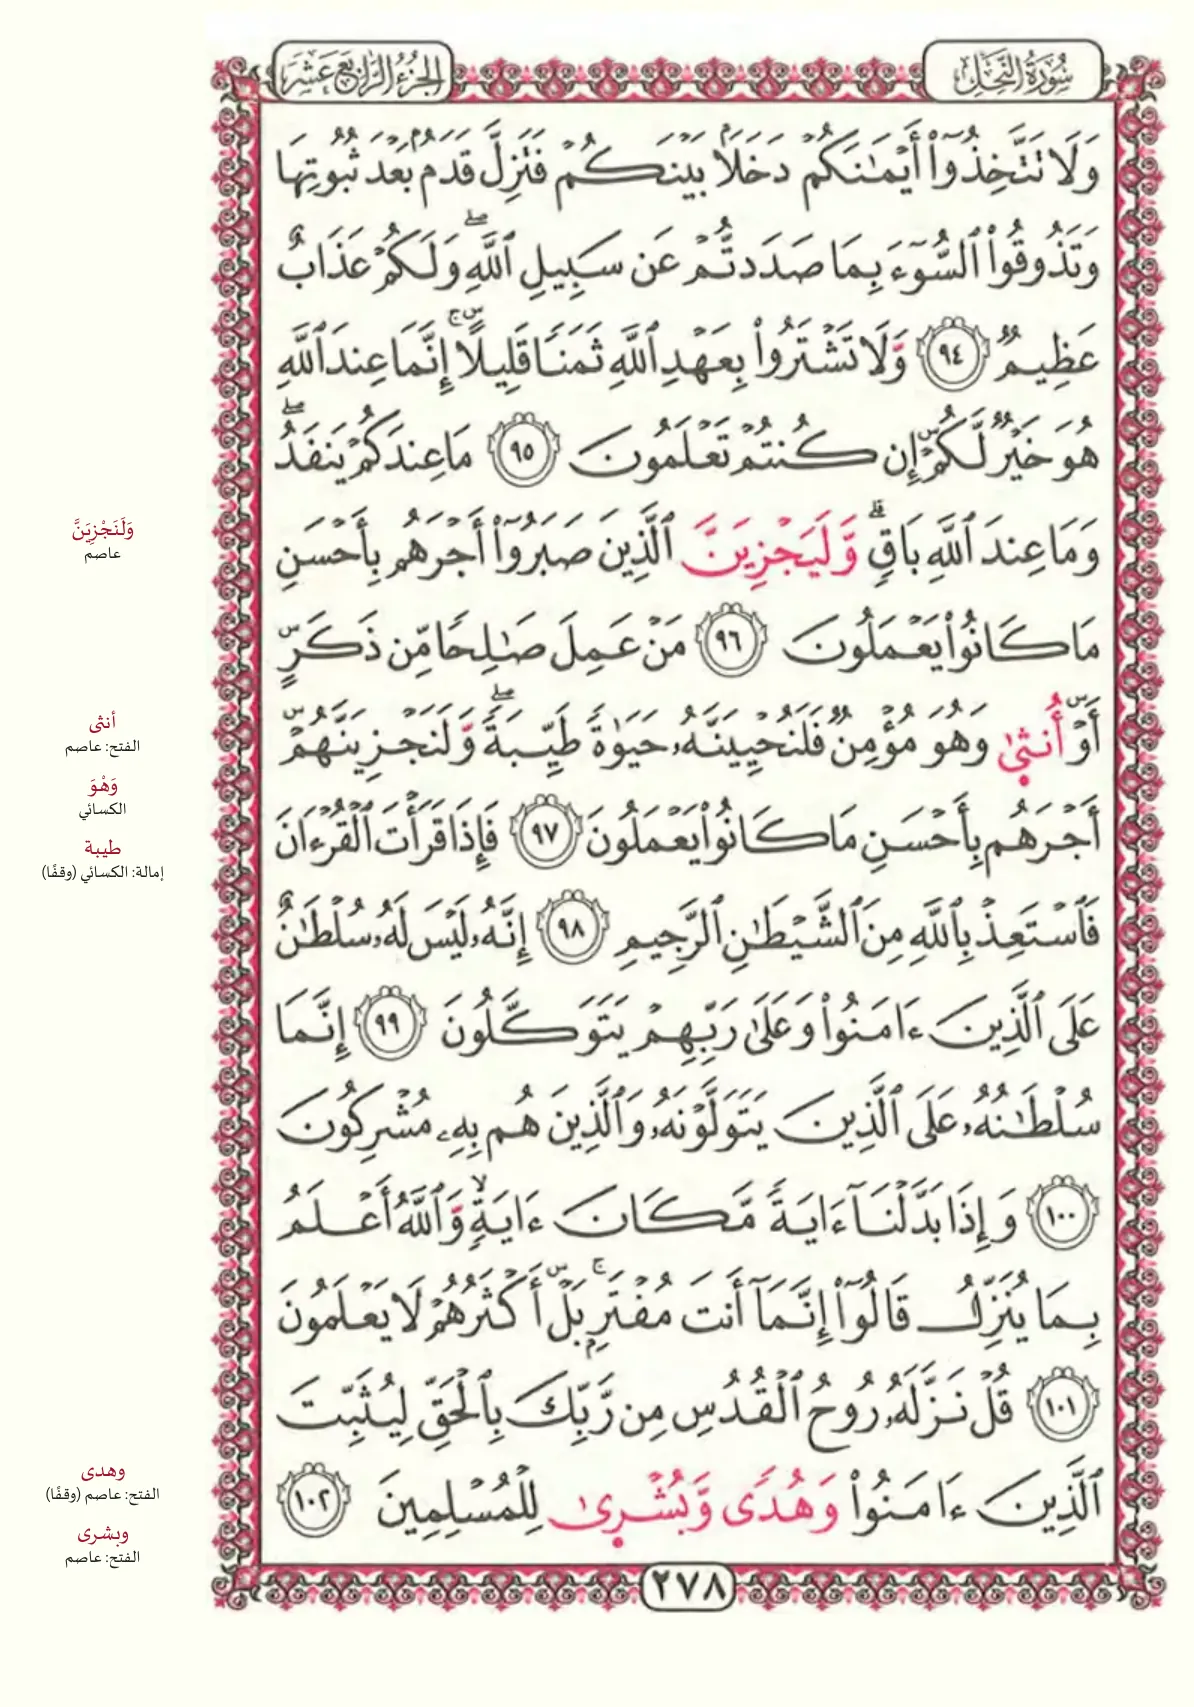 سُورَةُ النَّحْلِ
الجُزْءُ الرَّابِعَ عَشَرَ
وَلَا تَتَّخِذُوٓاْ أَيْمَٰنَكُمْ دَخَلَۢا بَيْنَكُمْ فَتَزِلَّ قَدَمُۢ بَعْدَ ثُبُوتِهَا
وَتَذُوقُواْ ٱلسُّوٓءَ بِمَا صَدَدتُّمْ عَن سَبِيلِ ٱللَّهِۖ وَلَكُمْ عَذَابٌ
عَظِيمٌ ٩٤ وَّلَا تَشْتَرُواْ بِعَهْدِ ٱللَّهِ ثَمَنًا قَلِيلًاۚ إِنَّمَا عِندَ ٱللَّهِ
هُوَ خَيْرٌ لَّكُمْ إِن كُنتُمْ تَعْلَمُونَ ٩٥ مَا عِندَكُمْ يَنفَدُۖ
وَمَا عِندَ ٱللَّهِ بَاقٍۗ وَّلَيَجْزِيَنَّ ٱلَّذِينَ صَبَرُوٓاْ أَجْرَهُم بِأَحْسَنِ
مَا كَانُواْ يَعْمَلُونَ ٩٦ مَنْ عَمِلَ صَٰلِحًا مِّن ذَكَرٍ
أَوْ أُنثَىٰ وَهُوَ مُؤْمِنٌ فَلَنُحْيِيَنَّهُۥ حَيَوٰةً طَيِّبَةًۖ وَّلَنَجْزِيَنَّهُمْ
أَجْرَهُم بِأَحْسَنِ مَا كَانُواْ يَعْمَلُونَ ٩٧ فَإِذَا قَرَأْتَ ٱلْقُرْءَانَ
فَٱسْتَعِذْ بِٱللَّهِ مِنَ ٱلشَّيْطَٰنِ ٱلرَّجِيمِ ٩٨ إِنَّهُۥ لَيْسَ لَهُۥ سُلْطَٰنٌ
عَلَى ٱلَّذِينَ ءَامَنُواْ وَعَلَىٰ رَبِّهِمْ يَتَوَكَّلُونَ ٩٩ إِنَّمَا
سُلْطَٰنُهُۥ عَلَى ٱلَّذِينَ يَتَوَلَّوْنَهُۥ وَٱلَّذِينَ هُم بِهِۦ مُشْرِكُونَ
١٠٠ وَإِذَا بَدَّلْنَآ ءَايَةً مَّكَانَ ءَايَةٍۙ وَّٱللَّهُ أَعْلَمُ
بِمَا يُنَزِّلُ قَالُوٓاْ إِنَّمَآ أَنتَ مُفْتَرِۭۚ بَلْ أَكْثَرُهُمْ لَا يَعْلَمُونَ
١٠١ قُلْ نَزَّلَهُۥ رُوحُ ٱلْقُدُسِ مِن رَّبِّكَ بِٱلْحَقِّ لِيُثَبِّتَ
ٱلَّذِينَ ءَامَنُواْ وَهُدًى وَّبُشْرَىٰ لِلْمُسْلِمِينَ ١٠٢
٢٧٨
وَلَنَجْزِيَنَّ
عاصم
أنثى
الفتح: عاصم
وَهْوَ
الكسائي
طيبة
إمالة: الكسائي (وقفًا)
وهدى
الفتح: عاصم (وقفًا)
وبشرى
الفتح: عاصم